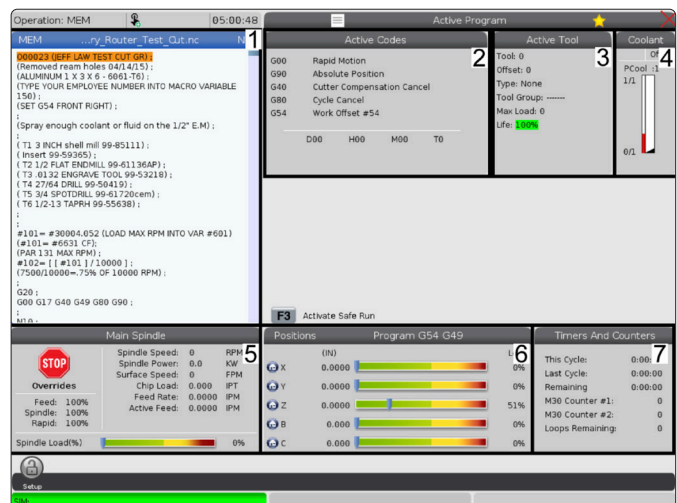 Operation: MEM 05:00:48 Active Program
MEM ...ry_Router_Test_Cut.nc N 1
O00023 (JEFF LAW TEST CUT GR) ;
(Removed ream holes 04/14/15) ;
(ALUMINUM 1 X 3 X 6 - 6061-T6) ;
(TYPE YOUR EMPLOYEE NUMBER INTO MACRO VARIABLE
150) ;
(SET G54 FRONT RIGHT) ;
;
(Spray enough coolant or fluid on the 1/2" E.M) ;
;
( T1 3 INCH shell mill 99-85111) ;
( Insert 99-59365) ;
( T2 1/2 FLAT ENDMILL 99-61136AP) ;
( T3 .0132 ENGRAVE TOOL 99-53218) ;
( T4 27/64 DRILL 99-50419) ;
( T5 3/4 SPOTDRILL 99-61720cem) ;
( T6 1/2-13 TAPRH 99-55638) ;
;
;
#101= #30004.052 (LOAD MAX RPM INTO VAR #601)
(#101= #6631 CF);
(PAR 131 MAX RPM) ;
#102= [ [ #101 ] / 10000 ] ;
(7500/10000=.75% OF 10000 RPM) ;
;
G20 ;
G00 G17 G40 G49 G80 G90 ;
;
N10 ;
Active Codes 2
G00 Rapid Motion
G90 Absolute Position
G40 Cutter Compensation Cancel
G80 Cycle Cancel
G54 Work Offset #54
D00 H00 M00 T0
Active Tool 3
Tool: 0
Offset: 0
Type: None
Tool Group: -------
Max Load: 0
Life: 100%
Coolant 4
Of
PCool :1
1/1
0/1
F3 Activate Safe Run
Main Spindle 5
STOP
Overrides
Feed: 100%
Spindle: 100%
Rapid: 100%
Spindle Speed: 0 RPM
Spindle Power: 0.0 KW
Surface Speed: 0 FPM
Chip Load: 0.000 IPT
Feed Rate: 0.0000 IPM
Active Feed: 0.0000 IPM
Spindle Load(%) 0%
Positions Program G54 G49 6
(IN) L
X 0.0000 0%
Y 0.0000 0%
Z 0.0000 51%
B 0.000 0%
C 0.000 0%
Timers And Counters 7
This Cycle: 0:00:
Last Cycle: 0:00:00
Remaining 0:00:00
M30 Counter #1: 0
M30 Counter #2: 0
Loops Remaining: 0
Setup
SIM: